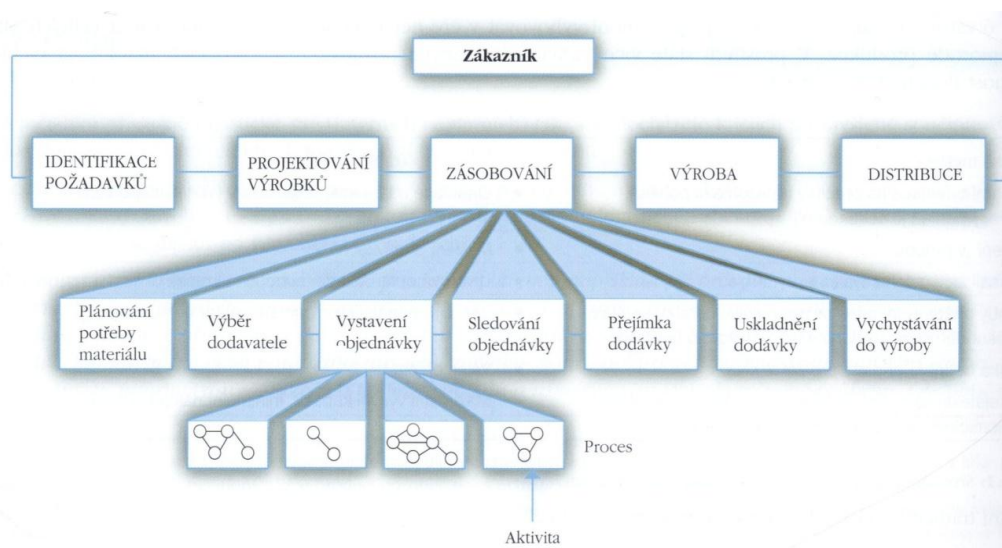 Zákazník
IDENTIFIKACE
POŽADAVKŮ
PROJEKTOVÁNÍ
VÝROBKŮ
ZÁSOBOVÁNÍ
VÝROBA
DISTRIBUCE
Plánování
potřeby
materiálu
Výběr
dodavatele
Vystavení
objednávky
Sledování
objednávky
Přejímka
dodávky
Uskladnění
dodávky
Vychystávání
do výroby
Proces
Aktivita